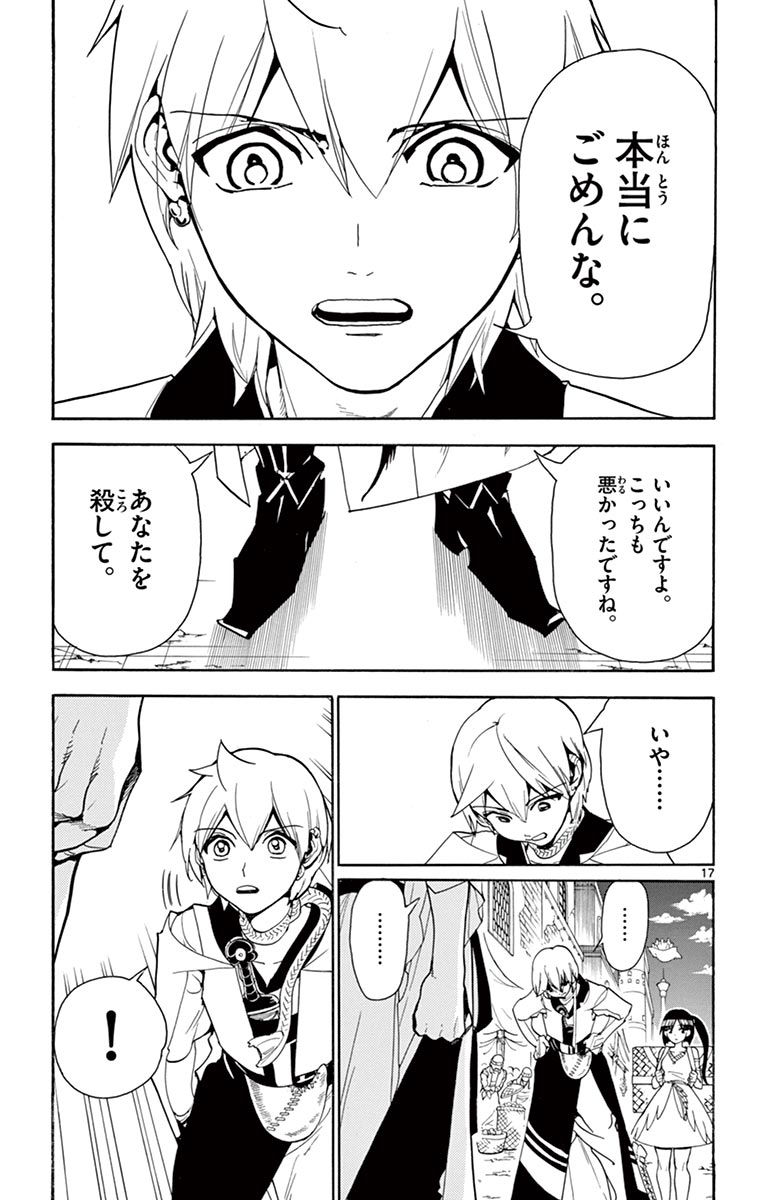 本当に
ごめんな。
いいんですよ。
こっちも
悪かったですね。
あなたを
殺して。
いや……
17
……
……
！